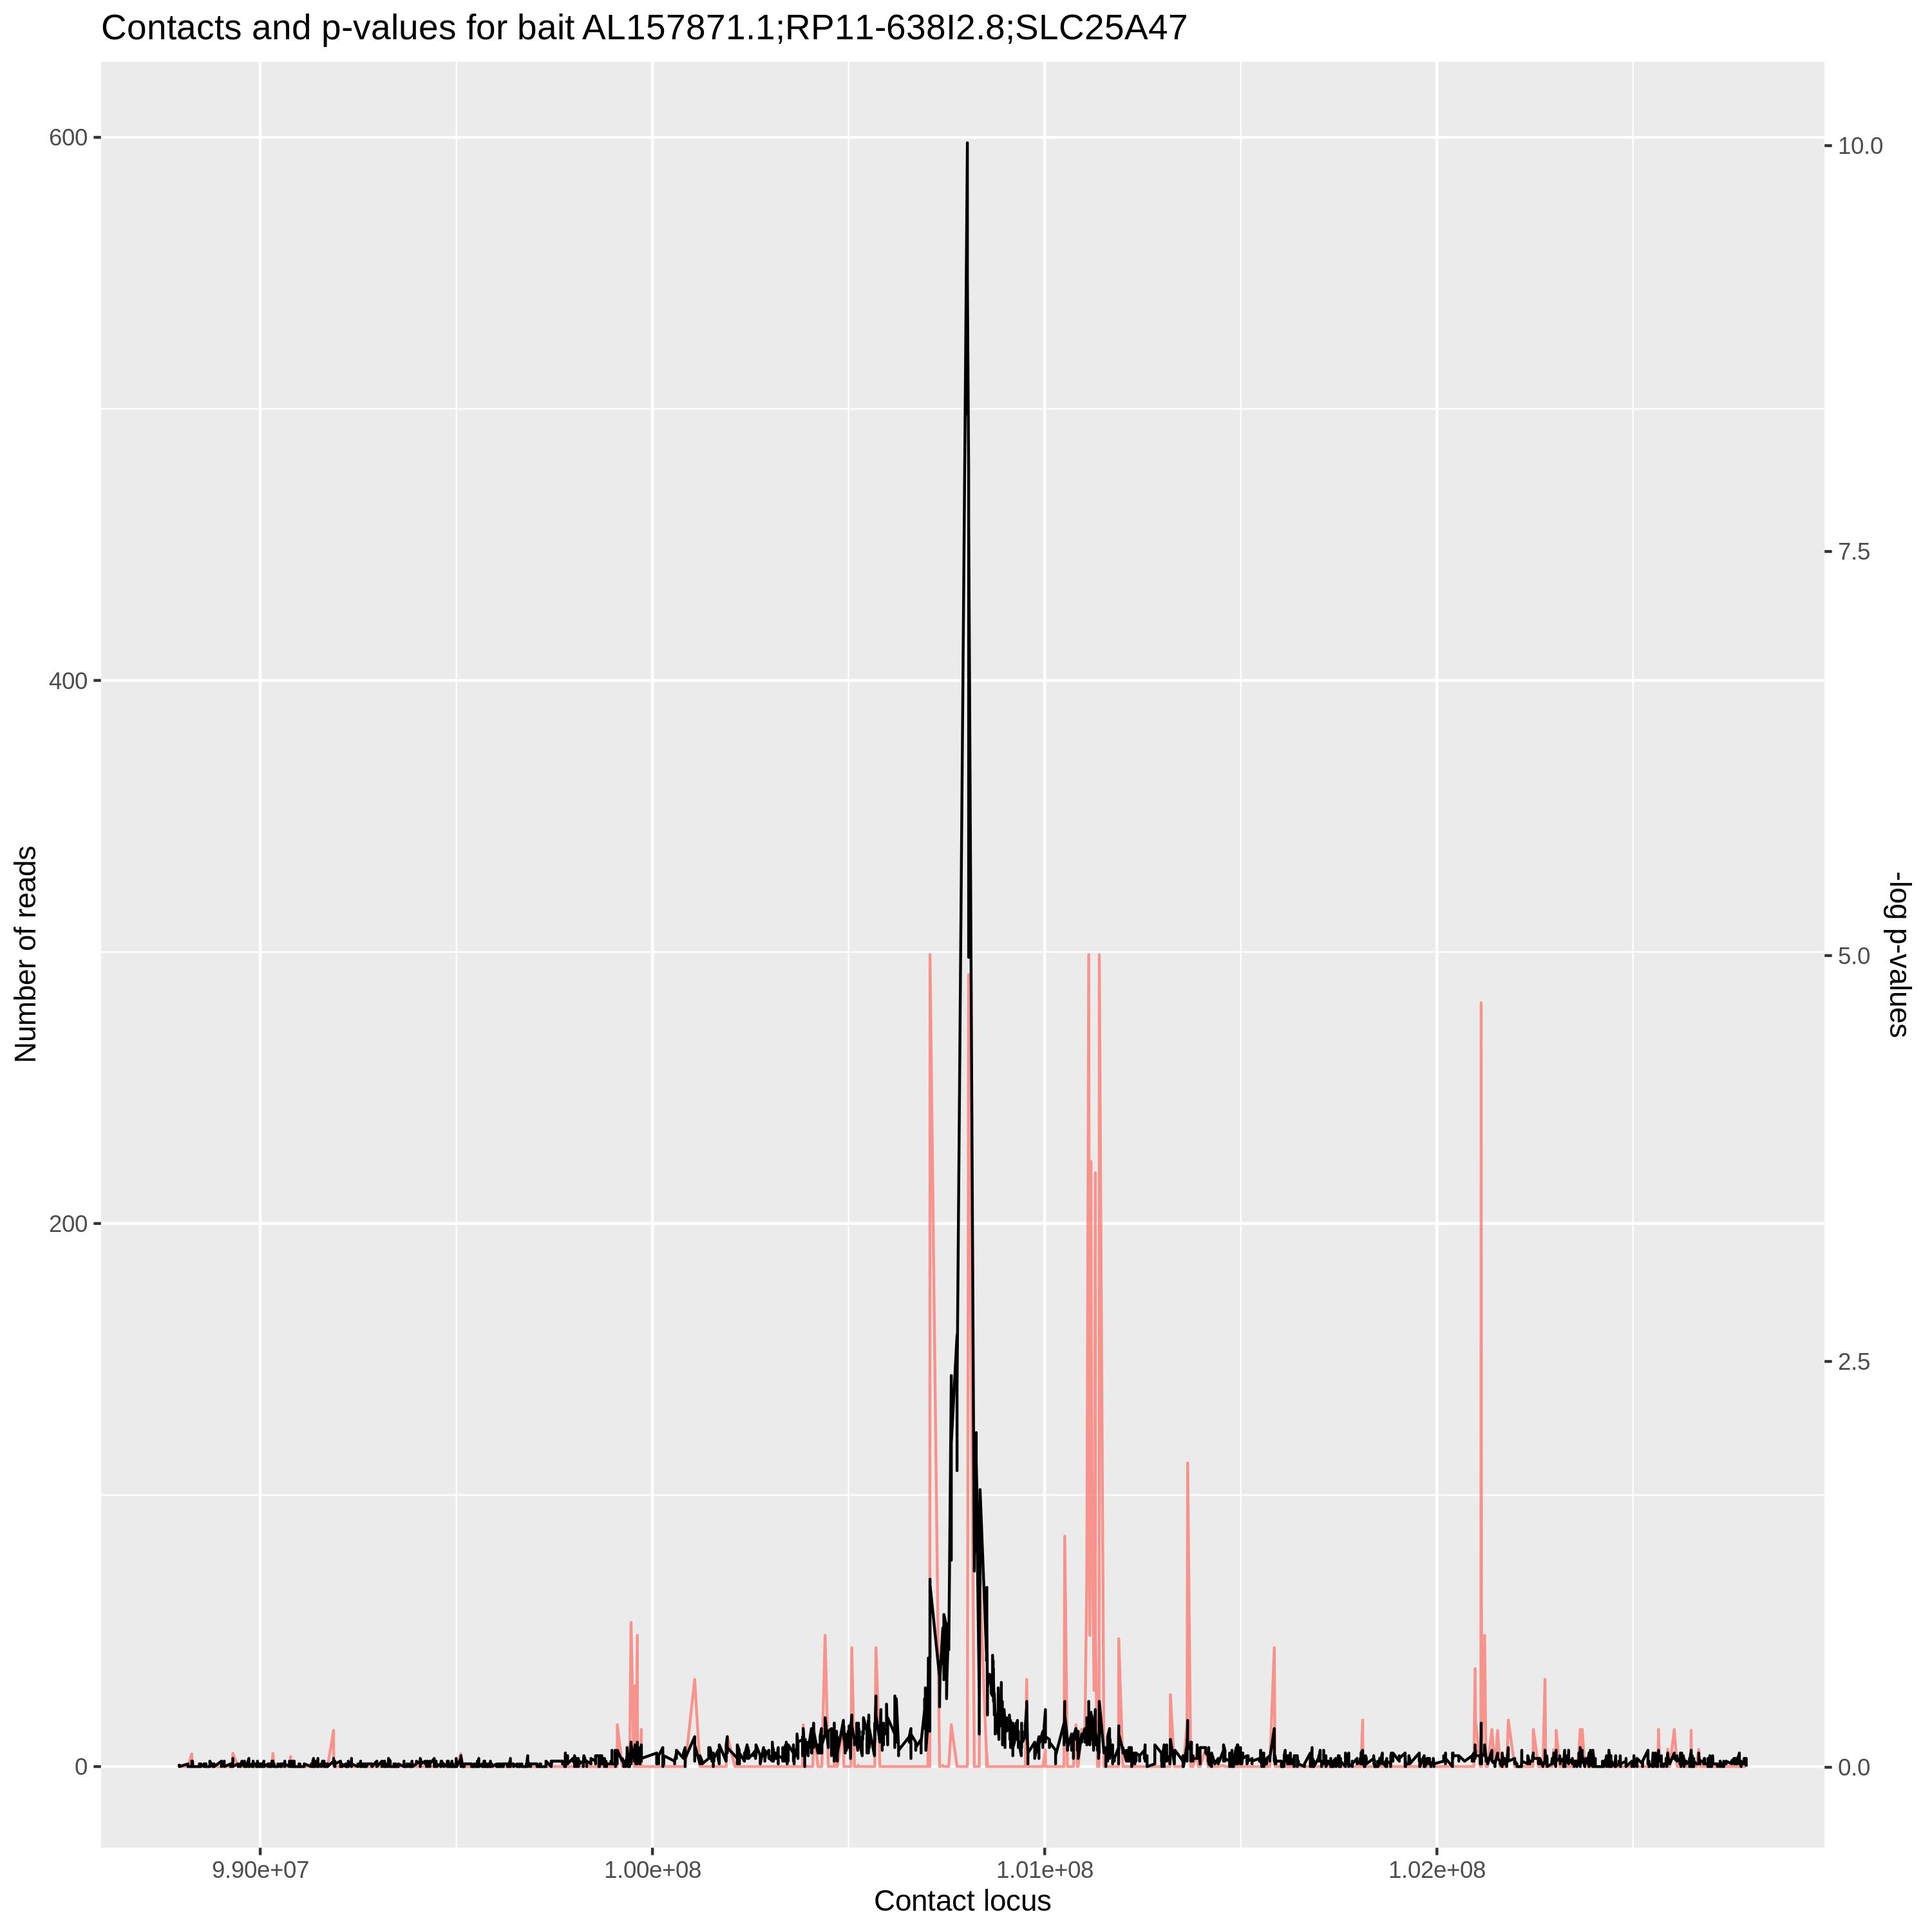 Contacts and p-values for bait AL157871.1;RP11-638I2.8;SLC25A47
600
400
200
0
Number of reads
10.0
7.5
5.0
2.5
0.0
-log p-values
9.90e+07
1.00e+08
1.01e+08
1.02e+08
Contact locus